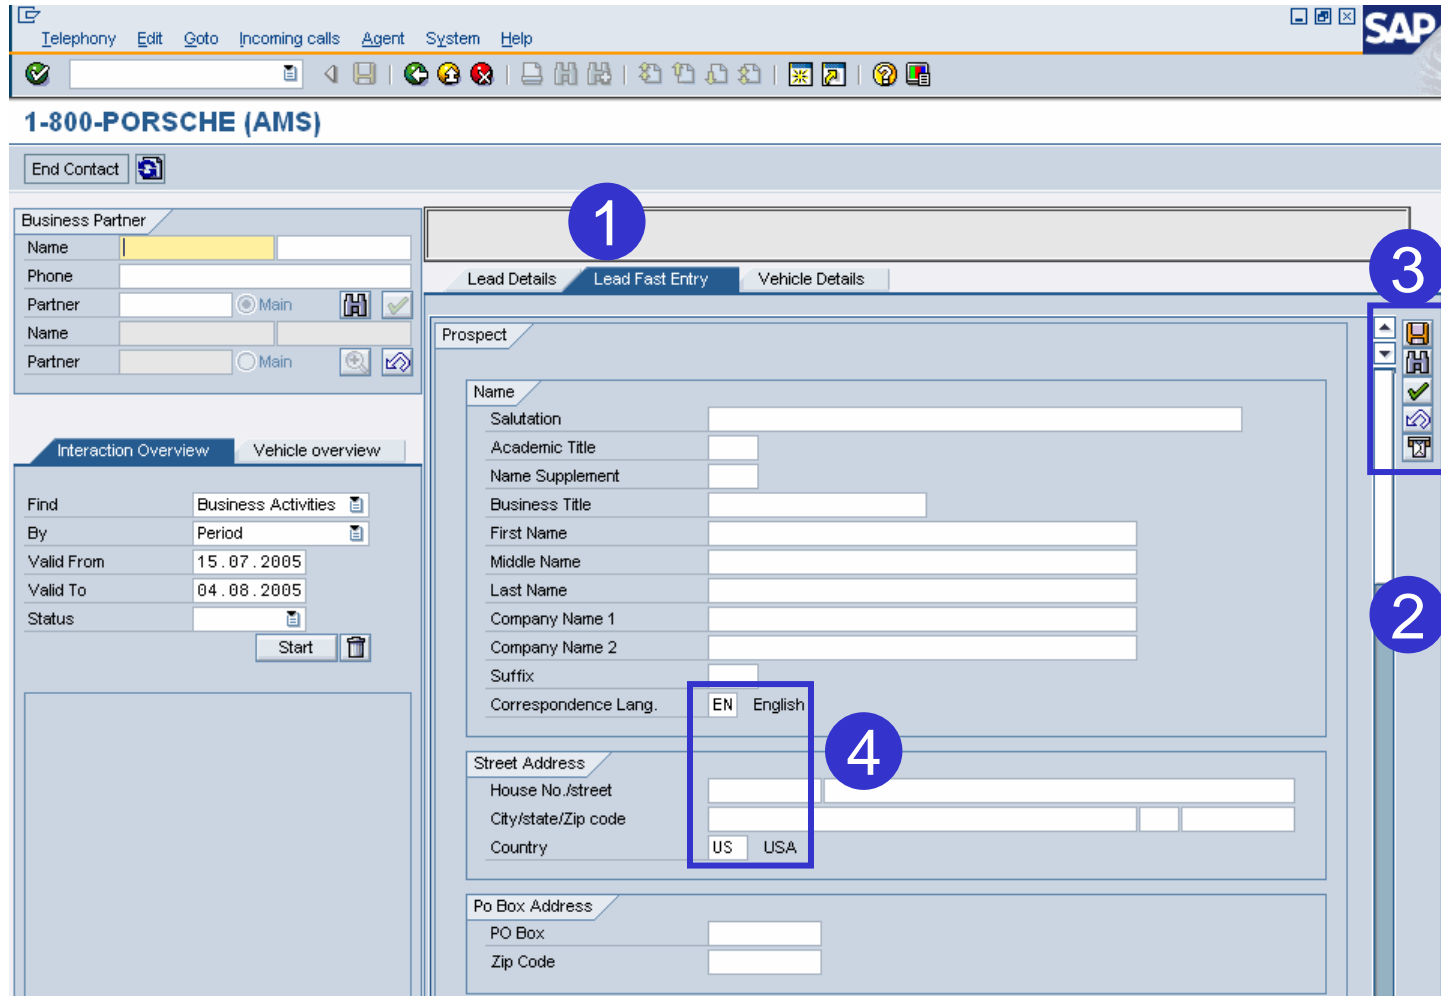 Telephony Edit Goto Incoming calls Agent System Help
SAP
1-800-PORSCHE (AMS)
End Contact
Business Partner
Name
Phone
Partner Main
Name
Partner Main
1
Lead Details Lead Fast Entry Vehicle Details
3
Prospect
Name
Salutation
Academic Title
Name Supplement
Business Title
First Name
Middle Name
Last Name
Company Name 1
Company Name 2
Suffix
Correspondence Lang. EN English
Interaction Overview Vehicle overview
Find Business Activities
By Period
Valid From 15.07.2005
Valid To 04.08.2005
Status
Start
2
4
Street Address
House No./street
City/state/Zip code
Country US USA
Po Box Address
PO Box
Zip Code